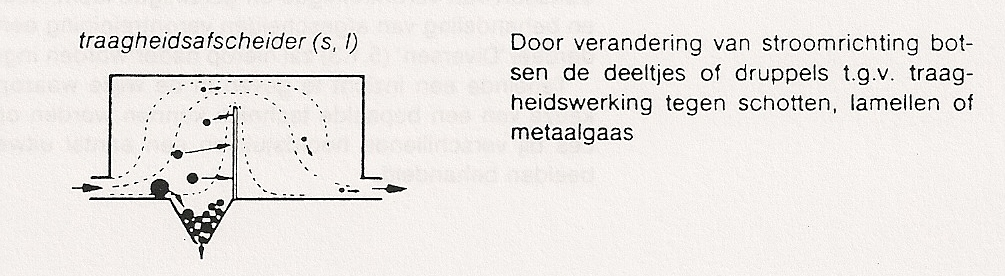 traagheidsafscheider (s, l)
Door verandering van stroomrichting bot-
sen de deeltjes of druppels t.g.v. traag-
heidswerking tegen schotten, lamellen of
metaalgaas